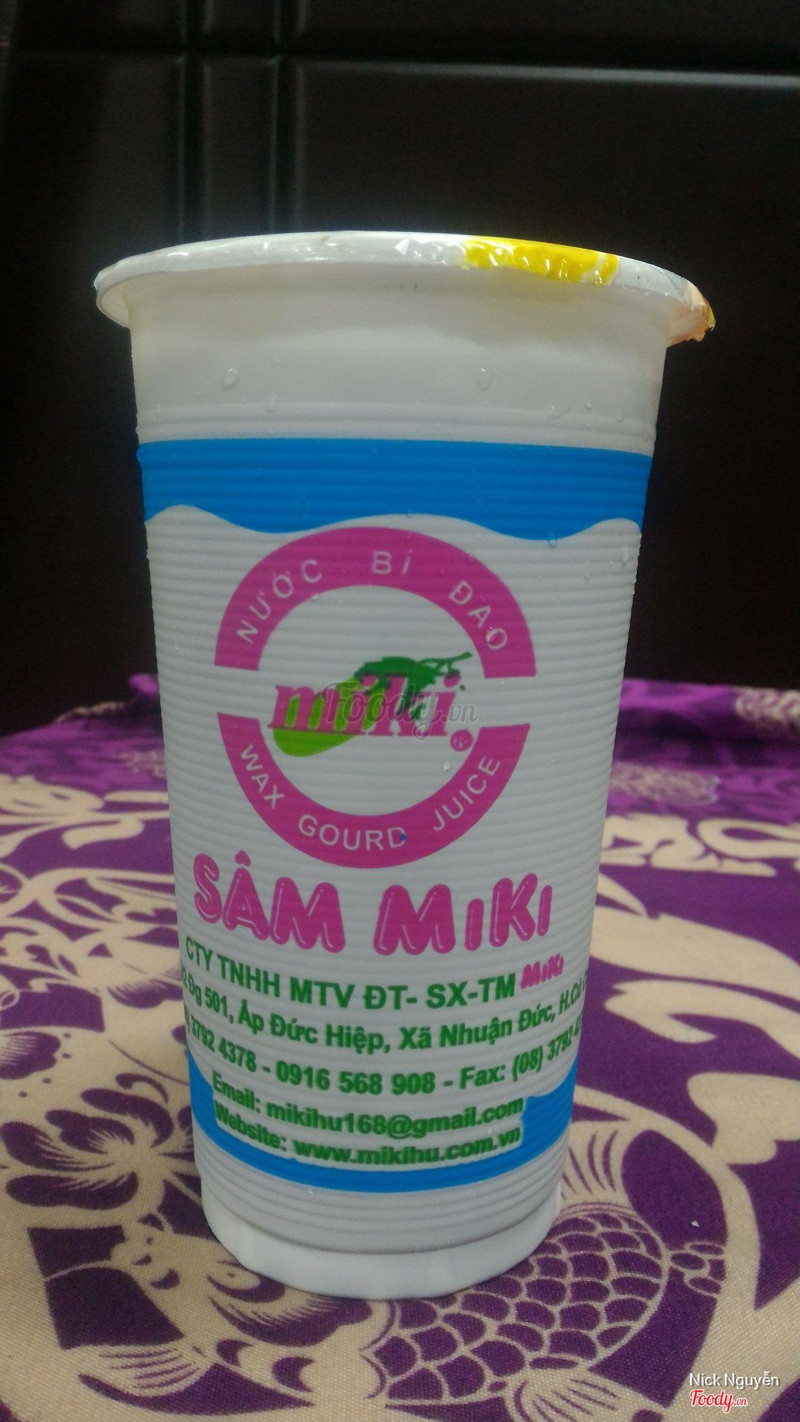 NƯỚC BÍ ĐAO
miki
Foody.vn
WAX GOURD JUICE
SÂM MiKi
CTY TNHH MTV ĐT- SX-TM MiKi
Đg 501, Ấp Đức Hiệp, Xã Nhuận Đức, H.Củ
3792 4378 - 0916 568 908 - Fax: (08) 3792
Email: mikihu168@gmail.com
Website: www.mikihu.com.vn
Nick Nguyễn
Foody.vn